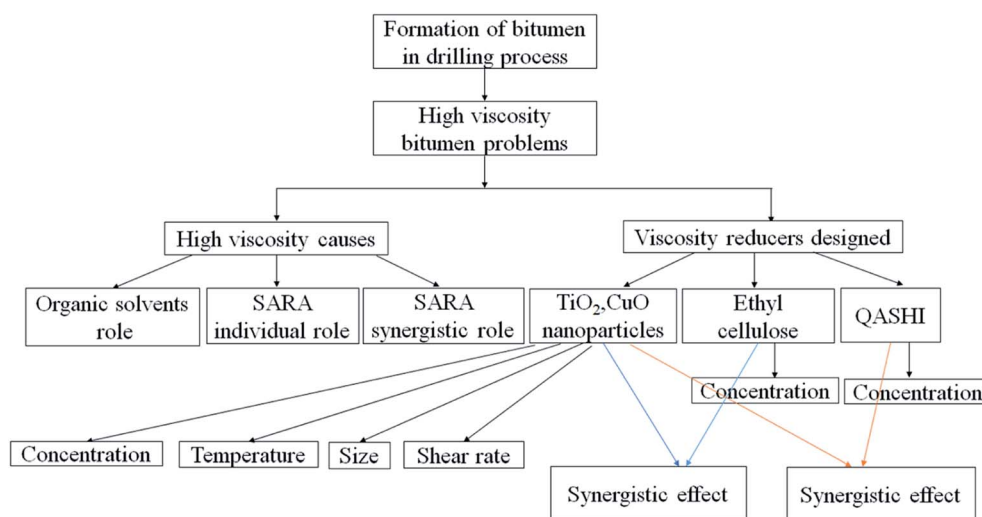 Formation of bitumen
in drilling process
High viscosity
bitumen problems
High viscosity causes
Viscosity reducers designed
Organic solvents
role
SARA
individual role
SARA
synergistic role
TiO₂,CuO
nanoparticles
Ethyl
cellulose
QASHI
Concentration
Concentration
Concentration
Temperature
Size
Shear rate
Synergistic effect
Synergistic effect